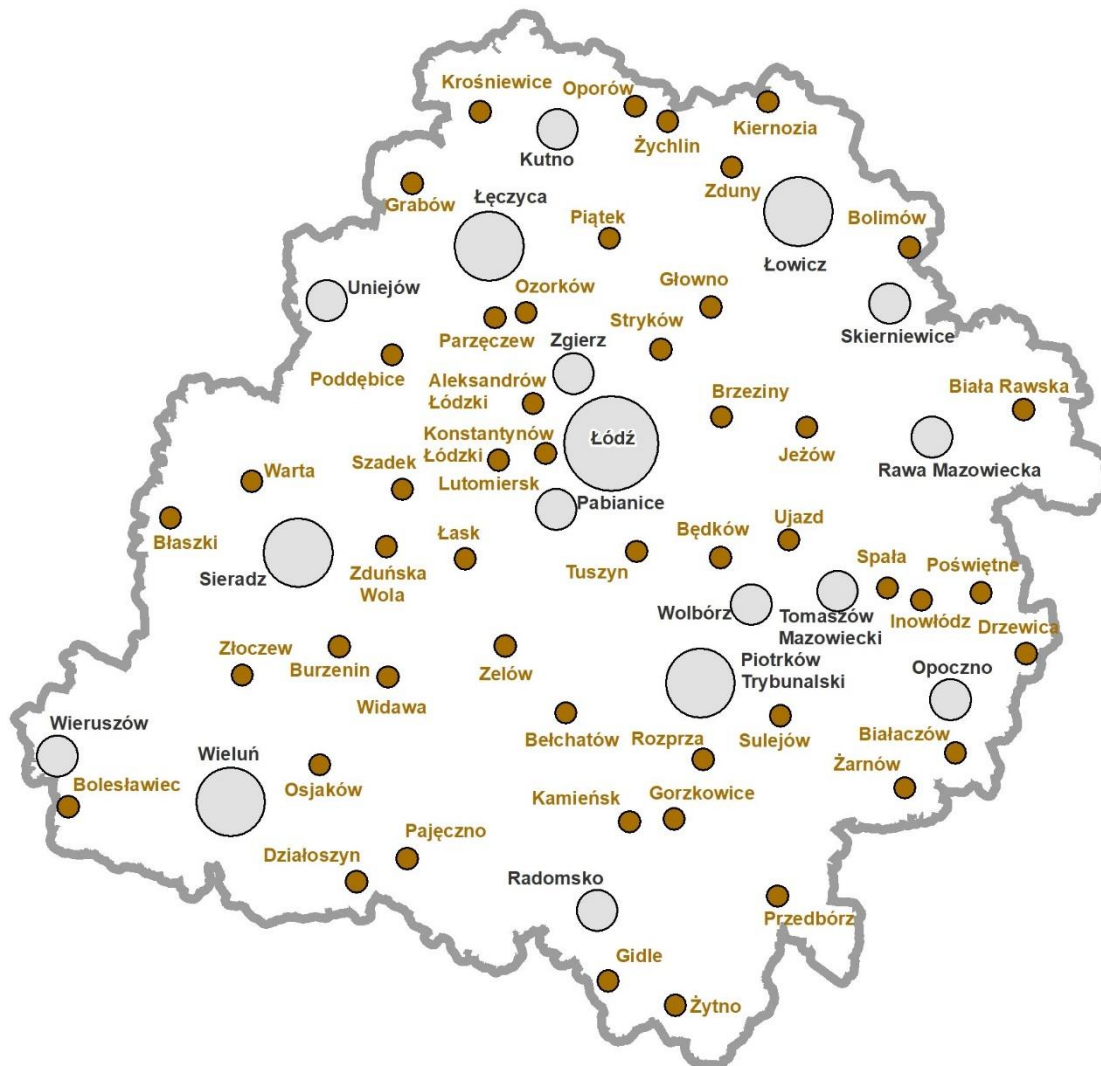 Krośniewice
Oporów
Kiernozia
Żychlin
Kutno
Zduny
Grabów
Łęczyca
Piątek
Bolimów
Łowicz
Uniejów
Ozorków
Głowno
Parzęczew
Stryków
Skierniewice
Zgierz
Poddębice
Aleksandrów
Łódzki
Brzeziny
Biała Rawska
Konstantynów
Łódzki
Łódź
Jeżów
Rawa Mazowiecka
Warta
Szadek
Lutomiersk
Pabianice
Błaszki
Łask
Będków
Ujazd
Sieradz
Zduńska
Wola
Tuszyn
Spała
Poświętne
Wolbórz
Tomaszów
Mazowiecki
Inowłódz
Drzewica
Złoczew
Burzenin
Zelów
Piotrków
Trybunalski
Opoczno
Widawa
Wieruszów
Wieluń
Bełchatów
Rozprza
Sulejów
Białaczów
Żarnów
Bolesławiec
Osjaków
Kamieńsk
Gorzkowice
Pajęczno
Działoszyn
Radomsko
Przedbórz
Gidle
Żytno